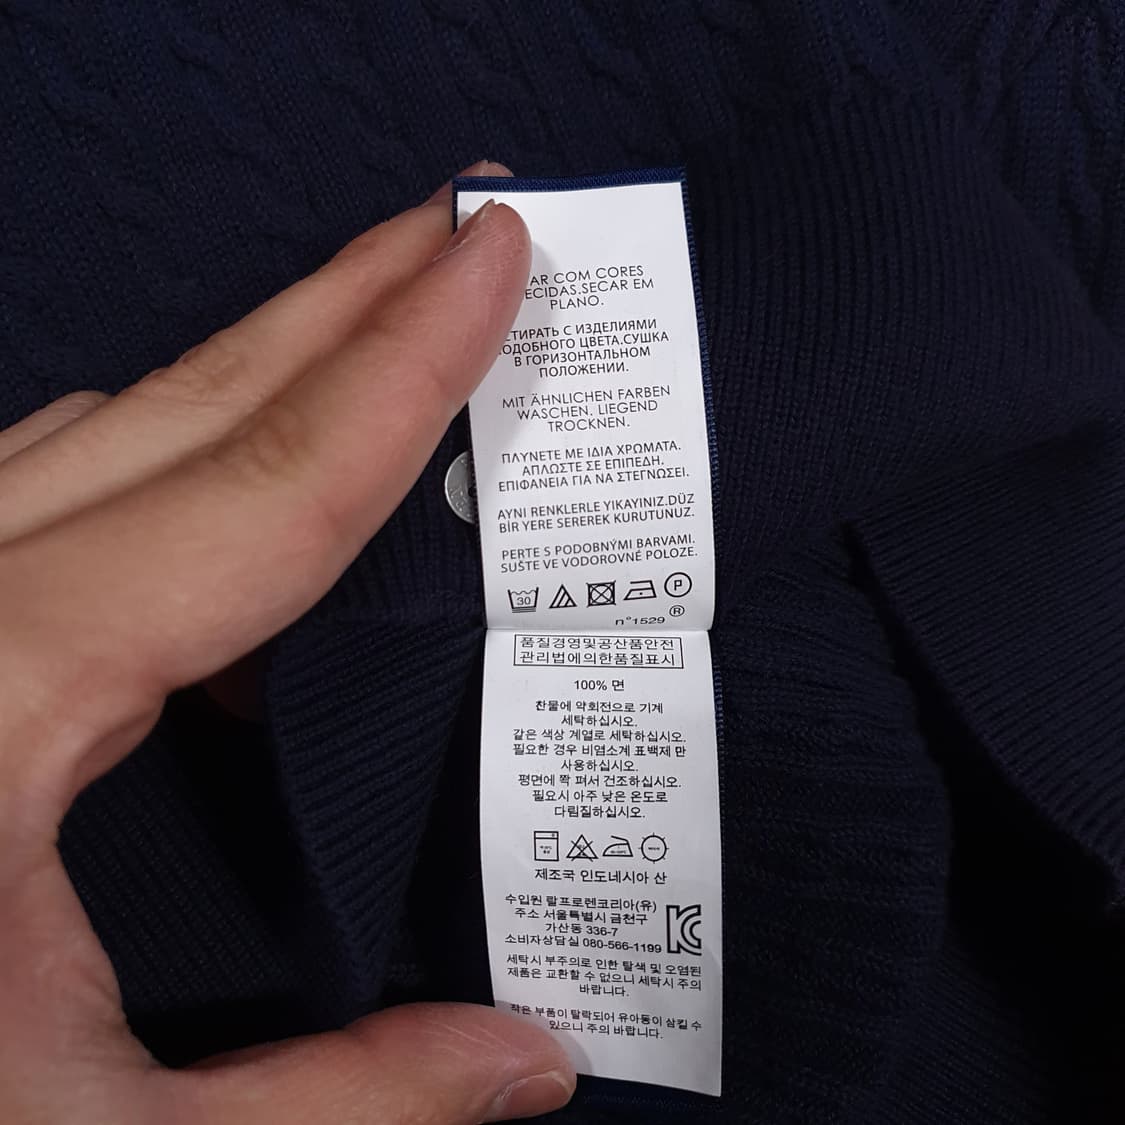 COM CORES
SECAR EM
PLANO.
С ИЗДЕЛИЯМИ
ЦВЕТА.СУШКА
В ГОРИЗОНТАЛЬНОМ
ПОЛОЖЕНИИ.
MIT ÄHNLICHEN FARBEN
WASCHEN. LIEGEND
TROCKNEN.
ΠΛΥΝΕΤΕ ΜΕ ΙΔΙΑ ΧΡΩΜΑΤΑ.
ΑΠΛΩΣΤΕ ΣΕ ΕΠΙΠΕΔΗ.
ΕΠΙΦΑΝΕΙΑ ΓΙΑ ΝΑ ΣΤΕΓΝΩΣΕΙ.
AYNI RENKLERLE YIKAYINIZ.DÜZ
BİR YERE SEREREK KURUTUNUZ.
PERTE S PODOBNÝMI BARVAMI.
SUŠTE VE VODOROVNÉ POLOZE.
30 P
®
n°1529
품질경영및공산품안전
관리법에의한품질표시
100% 면
찬물에 약회전으로 기계
세탁하십시오.
같은 색상 계열로 세탁하십시오.
필요한 경우 비염소계 표백제 만
사용하십시오.
평면에 쫙 펴서 건조하십시오.
필요시 아주 낮은 온도로
다림질하십시오.
제조국 인도네시아 산
수입원 랄프로렌코리아(유)
주소 서울특별시 금천구
가산동 336-7
소비자상담실 080-566-1199
세탁시 부주의로 인한 탈색 및 오염된
제품은 교환할 수 없으니 세탁시 주의
바랍니다.
작은 부품이 탈락되어 유아동이 삼킬 수
있으니 주의 바랍니다.